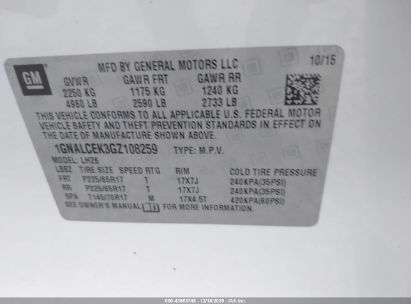 GM
MFD BY GENERAL MOTORS LLC 10/15
GVWR GAWR FRT GAWR RR
2250 KG 1175 KG 1240 KG
4960 LB 2590 LB 2733 LB
THIS VEHICLE CONFORMS TO ALL APPLICABLE U.S. FEDERAL MOTOR
VEHICLE SAFETY AND THEFT PREVENTION STANDARDS IN EFFECT ON
THE DATE OF MANUFACTURE SHOWN ABOVE.
1GNALCEK3GZ108259 TYPE: M.P.V.
MODEL: LH26
TIRE SIZE SPEED RTG RIM COLD TIRE PRESSURE
FRT P225/65R17 T 17X7J 240KPA(35PSI)
RR P225/65R17 T 17X7J 240KPA(35PSI)
SPA T145/70R17 M 17X4.5T 420KPA(60PSI)
SEE OWNER'S MANUAL FOR MORE INFORMATION.